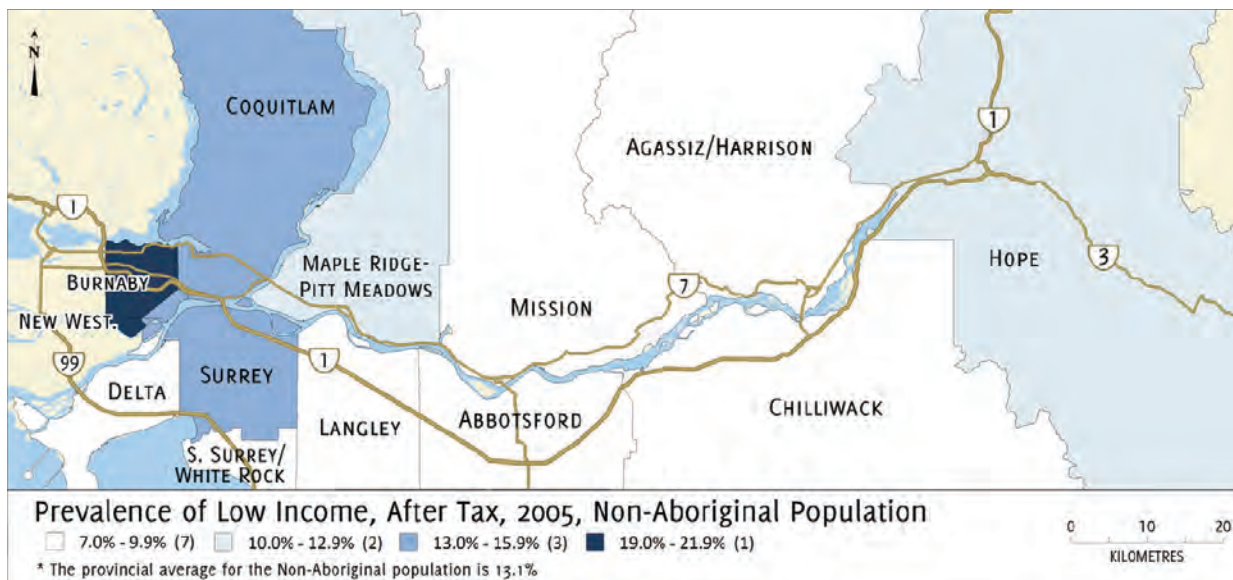 N
COQUITLAM
AGASSIZ/HARRISON
1
1
BURNABY
MAPLE RIDGE-
PITT MEADOWS
HOPE
3
7
MISSION
NEW WEST.
99
1
DELTA
SURREY
LANGLEY
ABBOTSFORD
CHILLIWACK
S. SURREY/
WHITE ROCK
Prevalence of Low Income, After Tax, 2005, Non-Aboriginal Population
7.0% - 9.9% (7) 10.0% - 12.9% (2) 13.0% - 15.9% (3) 19.0% - 21.9% (1)
* The provincial average for the Non-Aboriginal population is 13.1%
0 10 20
KILOMETRES